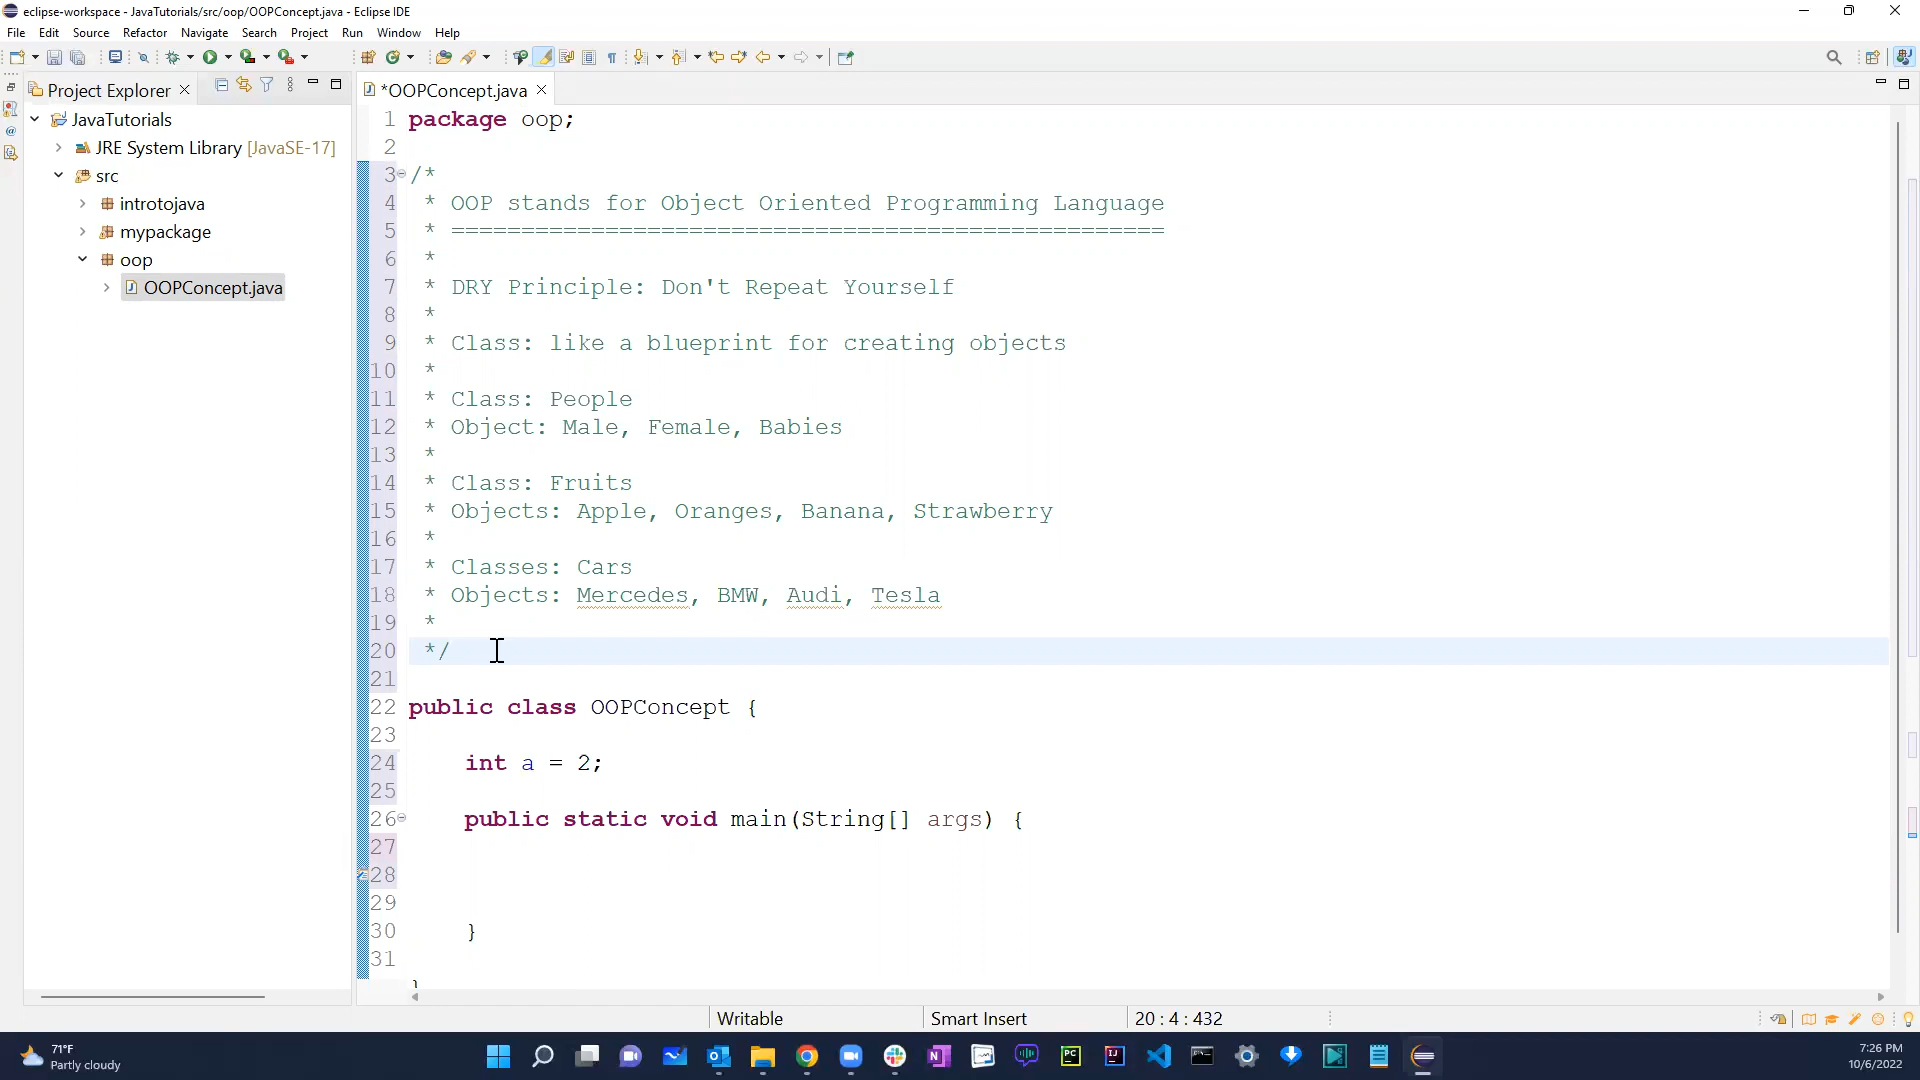 eclipse-workspace - JavaTutorials/src/oop/OOPConcept.java - Eclipse IDE
File Edit Source Refactor Navigate Search Project Run Window Help
Project Explorer
*OOPConcept.java
JavaTutorials
JRE System Library [JavaSE-17]
src
introtojava
mypackage
oop
OOPConcept.java
1 package oop;
2
3 /*
4 * OOP stands for Object Oriented Programming Language
5 * ===================================================
6 *
7 * DRY Principle: Don't Repeat Yourself
8 *
9 * Class: like a blueprint for creating objects
10 *
11 * Class: People
12 * Object: Male, Female, Babies
13 *
14 * Class: Fruits
15 * Objects: Apple, Oranges, Banana, Strawberry
16 *
17 * Classes: Cars
18 * Objects: Mercedes, BMW, Audi, Tesla
19 *
20 */
21
22 public class OOPConcept {
23
24 int a = 2;
25
26 public static void main(String[] args) {
27
28
29
30 }
31
}
Writable Smart Insert 20 : 4 : 432
71°F
Partly cloudy
7:26 PM
10/6/2022